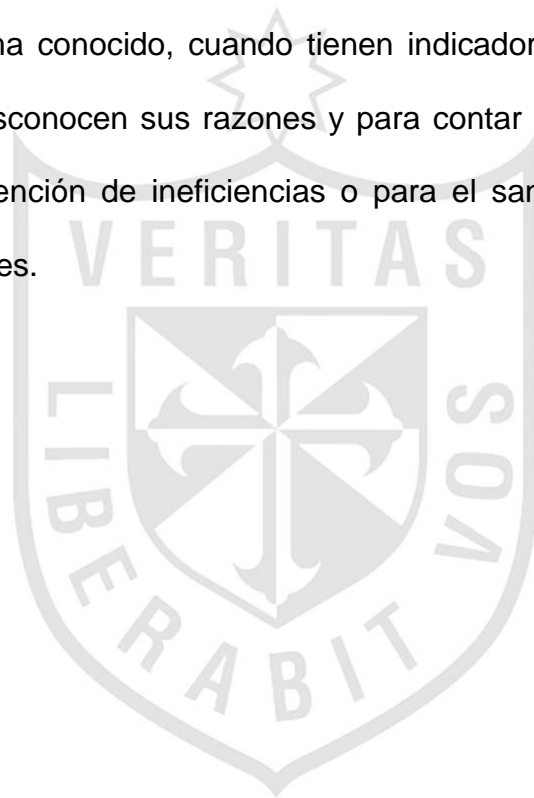 na conocido, cuando tienen indicador
sconocen sus razones y para contar
ención de ineficiencias o para el sar
es.
VERITAS
LIBERABIT
VOS